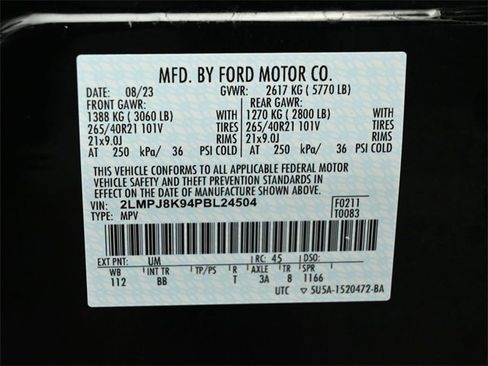 MFD. BY FORD MOTOR CO.
DATE: 08/23 GVWR: 2617 KG ( 5770 LB)
FRONT GAWR: REAR GAWR:
1388 KG ( 3060 LB) WITH 1270 KG ( 2800 LB) WITH
265/40R21 101V TIRES 265/40R21 101V TIRES
21x9.0J RIMS 21x9.0J RIMS
AT 250 kPa/ 36 PSI COLD AT 250 kPa/ 36 PSI COLD
THIS VEHICLE CONFORMS TO ALL APPLICABLE FEDERAL MOTOR
VEHICLE SAFETY AND THEFT PREVENTION STANDARDS IN
EFFECT ON THE DATE OF MANUFACTURE SHOWN ABOVE.
VIN: 2LMPJ8K94PBL24504 F0211
TYPE: MPV T0083
EXT PNT: UM RC: 45 DSO:
WB INT TR TP/PS R AXLE TR SPR
112 BB T 3A 8 1166
UTC ▽ 5U5A-1520472-BA